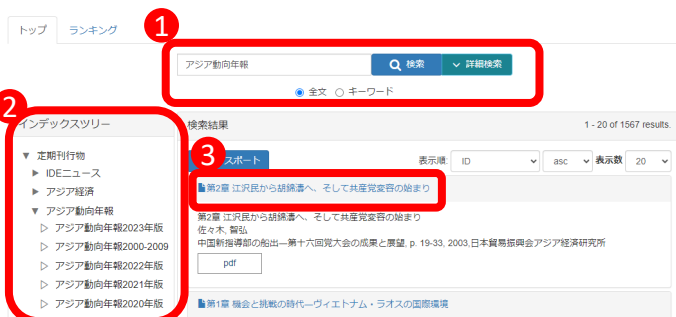 トップ ランキング
1
アジア動向年報 検索 詳細検索
全文 キーワード
2
インデックスツリー
定期刊行物
IDEニュース
アジア経済
アジア動向年報
アジア動向年報2023年版
アジア動向年報2000-2009
アジア動向年報2022年版
アジア動向年報2021年版
アジア動向年報2020年版
検索結果 1 - 20 of 1567 results.
3
スポート 表示順: ID asc 表示数 20
第2章 江沢民から胡錦濤へ、そして共産党変容の始まり
第2章 江沢民から胡錦濤へ、そして共産党変容の始まり
佐々木, 智弘
中国新指導部の船出―第十六回党大会の成果と展望, p. 19-33, 2003,日本貿易振興会アジア経済研究所
pdf
第1章 機会と挑戦の時代―ヴィエトナム・ラオスの国際環境